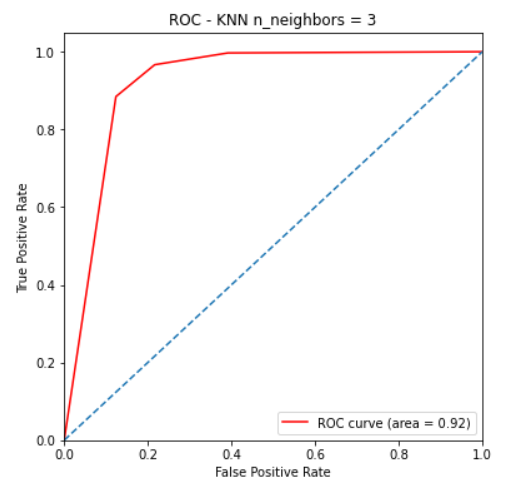 ROC - KNN n_neighbors = 3
True Positive Rate
1.0
0.8
0.6
0.4
0.2
0.0
ROC curve (area = 0.92)
0.0 0.2 0.4 0.6 0.8 1.0
False Positive Rate